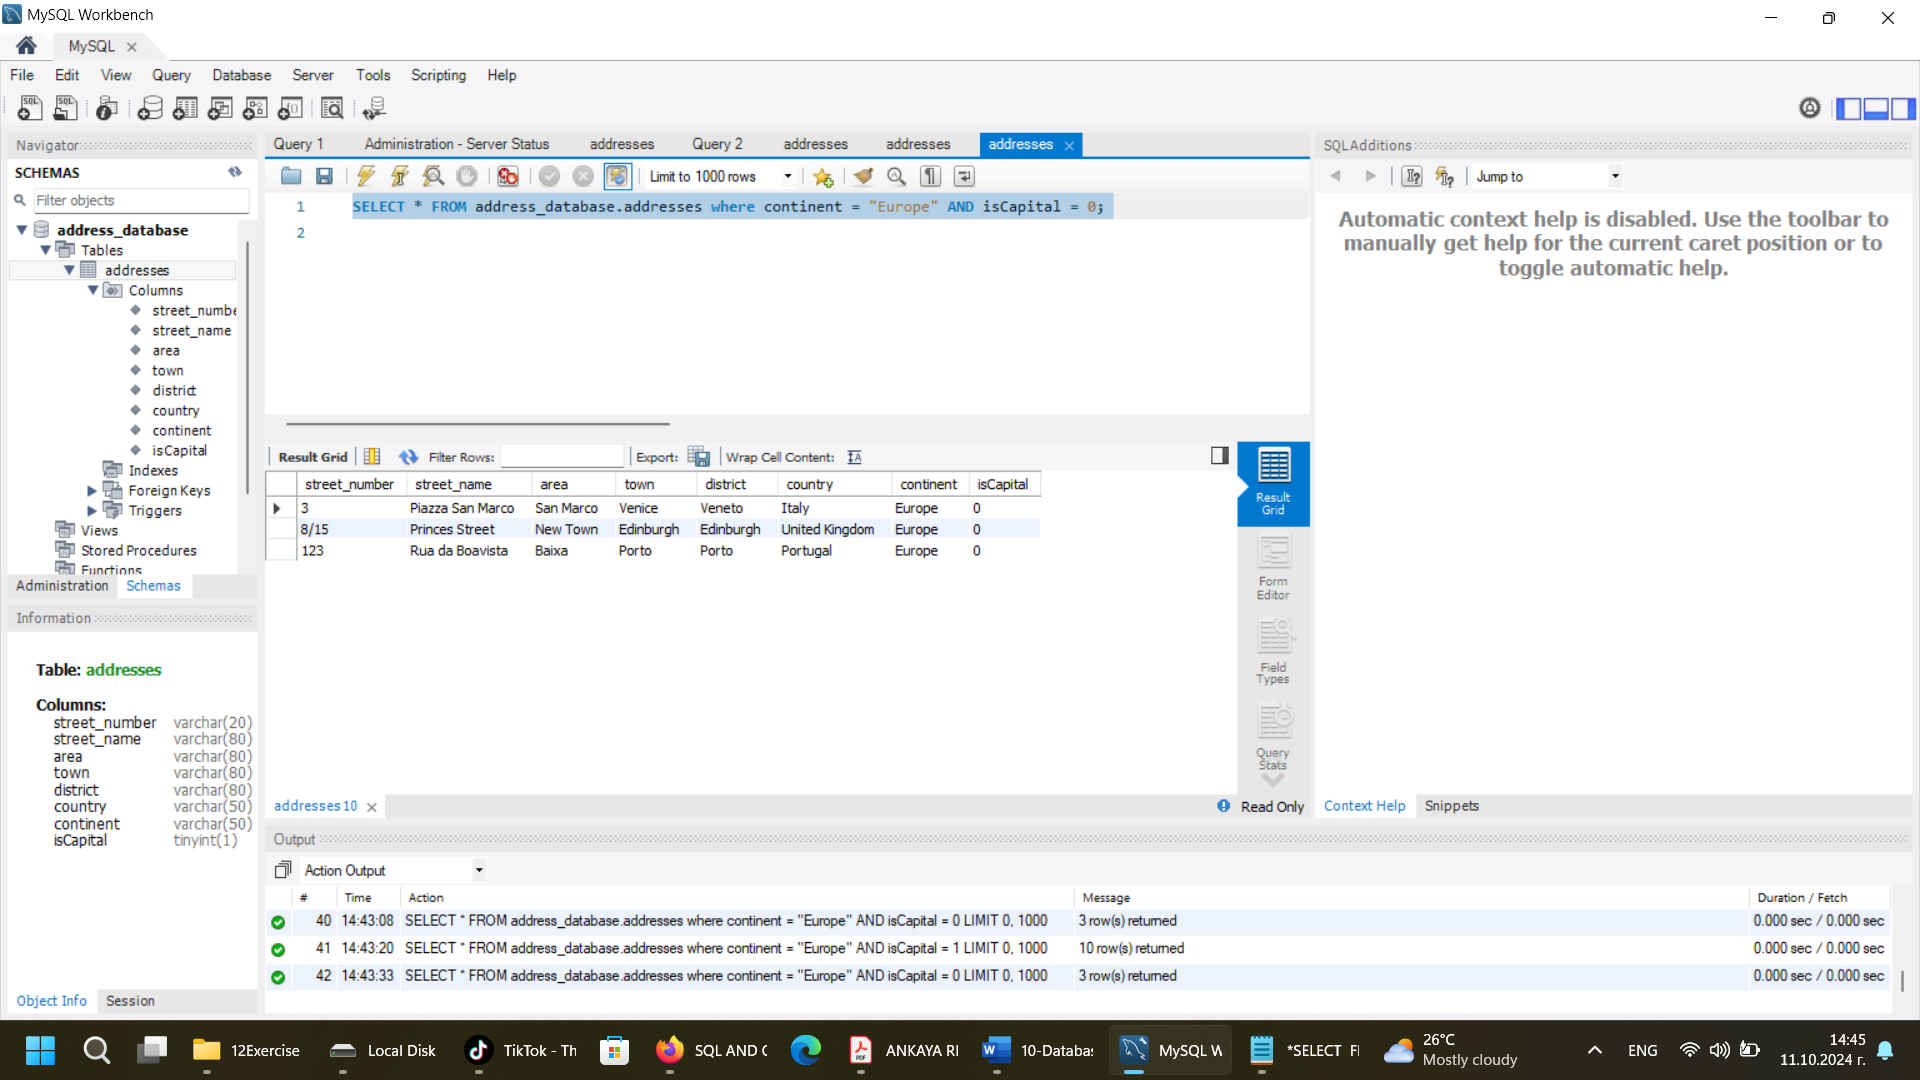 MySQL Workbench
MySQL
File Edit View Query Database Server Tools Scripting Help
Navigator
SCHEMAS
Filter objects
address_database
Tables
addresses
Columns
street_numbe
street_name
area
town
district
country
continent
isCapital
Indexes
Foreign Keys
Triggers
Views
Stored Procedures
Functions
Administration Schemas
Information
Table: addresses
Columns:
street_number varchar(20)
street_name varchar(80)
area varchar(80)
town varchar(80)
district varchar(80)
country varchar(50)
continent varchar(50)
isCapital tinyint(1)
Object Info Session
Query 1 Administration - Server Status addresses Query 2 addresses addresses addresses
Limit to 1000 rows
1 SELECT * FROM address_database.addresses where continent = "Europe" AND isCapital = 0;
2
Result Grid Filter Rows: Export: Wrap Cell Content:
street_number street_name area town district country continent isCapital
3 Piazza San Marco San Marco Venice Veneto Italy Europe 0
8/15 Princes Street New Town Edinburgh Edinburgh United Kingdom Europe 0
123 Rua da Boavista Baixa Porto Porto Portugal Europe 0
Result
Grid
Form
Editor
Field
Types
Query
Stats
addresses 10
Read Only
SQLAdditions
Jump to
Automatic context help is disabled. Use the toolbar to
manually get help for the current caret position or to
toggle automatic help.
Context Help Snippets
Output
Action Output
# Time Action Message Duration / Fetch
40 14:43:08 SELECT * FROM address_database.addresses where continent = "Europe" AND isCapital = 0 LIMIT 0, 1000 3 row(s) returned 0.000 sec / 0.000 sec
41 14:43:20 SELECT * FROM address_database.addresses where continent = "Europe" AND isCapital = 1 LIMIT 0, 1000 10 row(s) returned 0.000 sec / 0.000 sec
42 14:43:33 SELECT * FROM address_database.addresses where continent = "Europe" AND isCapital = 0 LIMIT 0, 1000 3 row(s) returned 0.000 sec / 0.000 sec
12Exercise Local Disk TikTok - Th SQL AND ANKAYA RI 10-Databas MySQL W *SELECT
26°C
Mostly cloudy
ENG
14:45
11.10.2024 г.